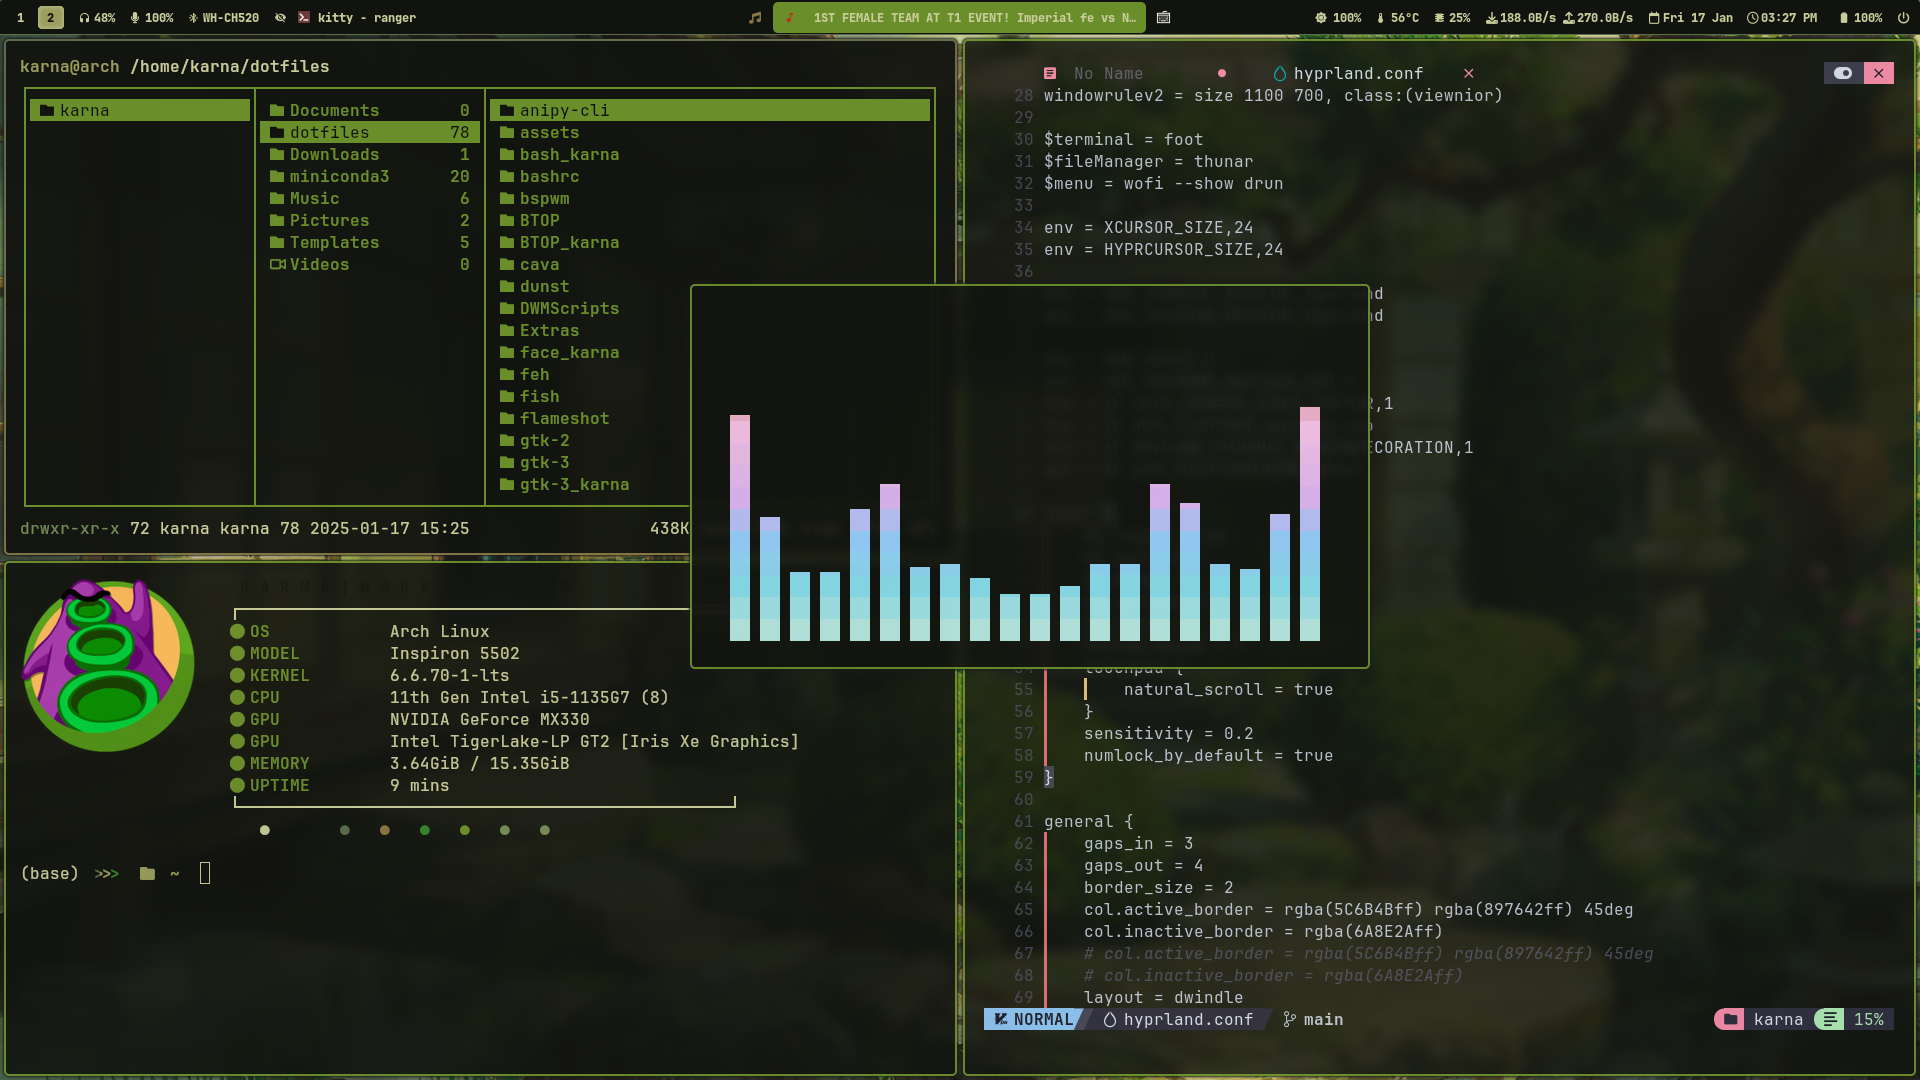 1 2 48% 100% WH-CH520 kitty - ranger
1ST FEMALE TEAM AT T1 EVENT! Imperial fe vs N…
100% 56°C 25% 188.0B/s 270.0B/s Fri 17 Jan 03:27 PM 100%
karna@arch /home/karna/dotfiles
karna
Documents 0
dotfiles 78
Downloads 1
miniconda3 20
Music 6
Pictures 2
Templates 5
Videos 0
anipy-cli
assets
bash_karna
bashrc
bspwm
BTOP
BTOP_karna
cava
dunst
DWMScripts
Extras
face_karna
feh
fish
flameshot
gtk-2
gtk-3
gtk-3_karna
drwxr-xr-x 72 karna karna 78 2025-01-17 15:25 438K
OS Arch Linux
MODEL Inspiron 5502
KERNEL 6.6.70-1-lts
CPU 11th Gen Intel i5-1135G7 (8)
GPU NVIDIA GeForce MX330
GPU Intel TigerLake-LP GT2 [Iris Xe Graphics]
MEMORY 3.64GiB / 15.35GiB
UPTIME 9 mins
(base) >>> ~
No Name hyprland.conf
28 windowrulev2 = size 1100 700, class:(viewnior)
29
30 $terminal = foot
31 $fileManager = thunar
32 $menu = wofi --show drun
33
34 env = XCURSOR_SIZE,24
35 env = HYPRCURSOR_SIZE,24
36
d
d
,1
ECORATION,1
55 natural_scroll = true
56 }
57 sensitivity = 0.2
58 numlock_by_default = true
59 }
60
61 general {
62 gaps_in = 3
63 gaps_out = 4
64 border_size = 2
65 col.active_border = rgba(5C6B4Bff) rgba(897642ff) 45deg
66 col.inactive_border = rgba(6A8E2Aff)
67 # col.active_border = rgba(5C6B4Bff) rgba(897642ff) 45deg
68 # col.inactive_border = rgba(6A8E2Aff)
69 layout = dwindle
NORMAL hyprland.conf main karna 15%